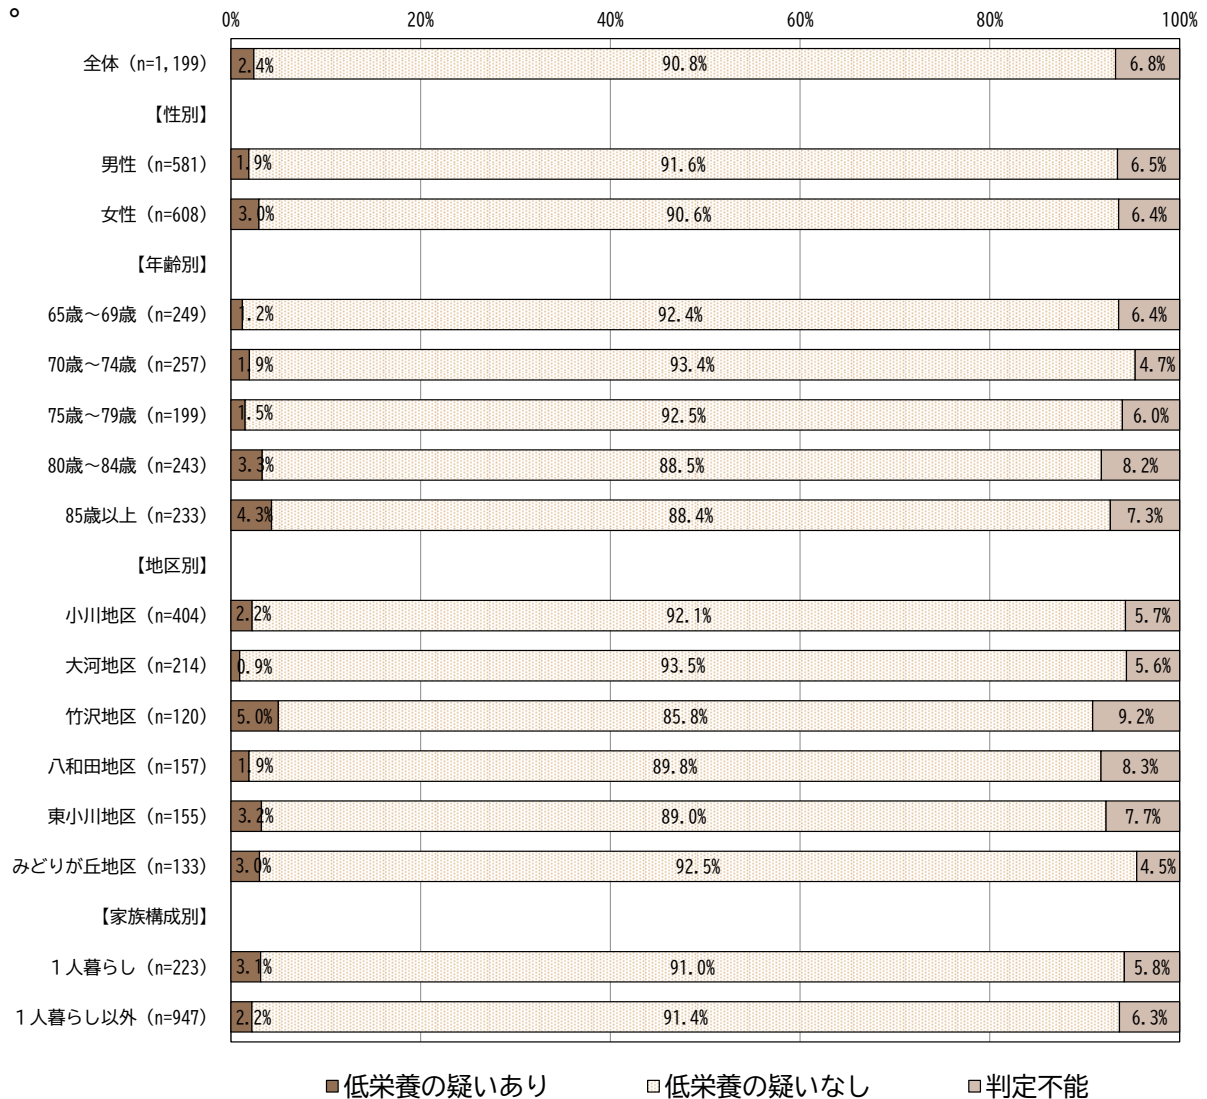 。
0% 20% 40% 60% 80% 100%
全体（n=1,199） 2.4% 90.8% 6.8%
【性別】
男性（n=581） 1.9% 91.6% 6.5%
女性（n=608） 3.0% 90.6% 6.4%
【年齢別】
65歳～69歳（n=249） 1.2% 92.4% 6.4%
70歳～74歳（n=257） 1.9% 93.4% 4.7%
75歳～79歳（n=199） 1.5% 92.5% 6.0%
80歳～84歳（n=243） 3.3% 88.5% 8.2%
85歳以上（n=233） 4.3% 88.4% 7.3%
【地区別】
小川地区（n=404） 2.2% 92.1% 5.7%
大河地区（n=214） 0.9% 93.5% 5.6%
竹沢地区（n=120） 5.0% 85.8% 9.2%
八和田地区（n=157） 1.9% 89.8% 8.3%
東小川地区（n=155） 3.2% 89.0% 7.7%
みどりが丘地区（n=133） 3.0% 92.5% 4.5%
【家族構成別】
１人暮らし（n=223） 3.1% 91.0% 5.8%
１人暮らし以外（n=947） 2.2% 91.4% 6.3%
低栄養の疑いあり 低栄養の疑いなし 判定不能